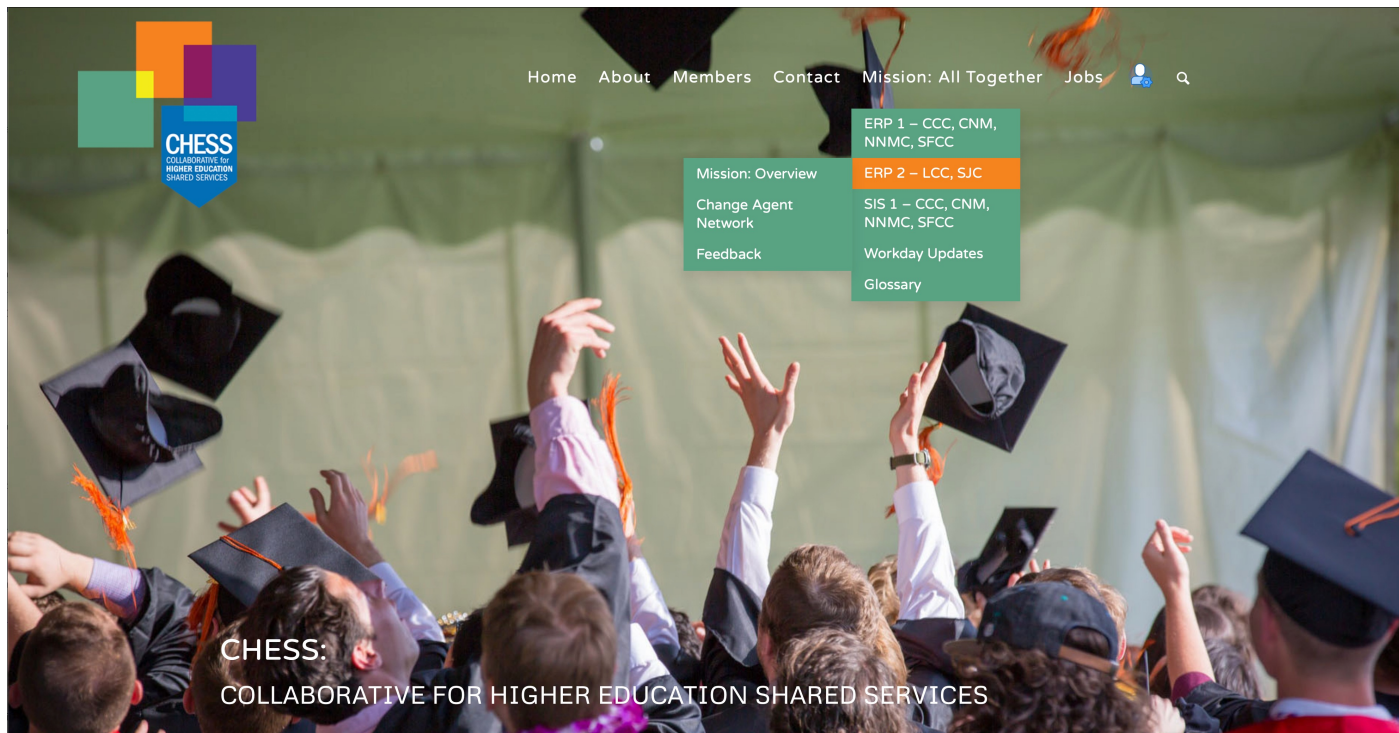 CHESS
COLLABORATIVE for
HIGHER EDUCATION
SHARED SERVICES
Home About Members Contact Mission: All Together Jobs
ERP 1 – CCC, CNM,
NNMC, SFCC
ERP 2 – LCC, SJC
SIS 1 – CCC, CNM,
NNMC, SFCC
Workday Updates
Glossary
Mission: Overview
Change Agent
Network
Feedback
CHESS:
COLLABORATIVE FOR HIGHER EDUCATION SHARED SERVICES